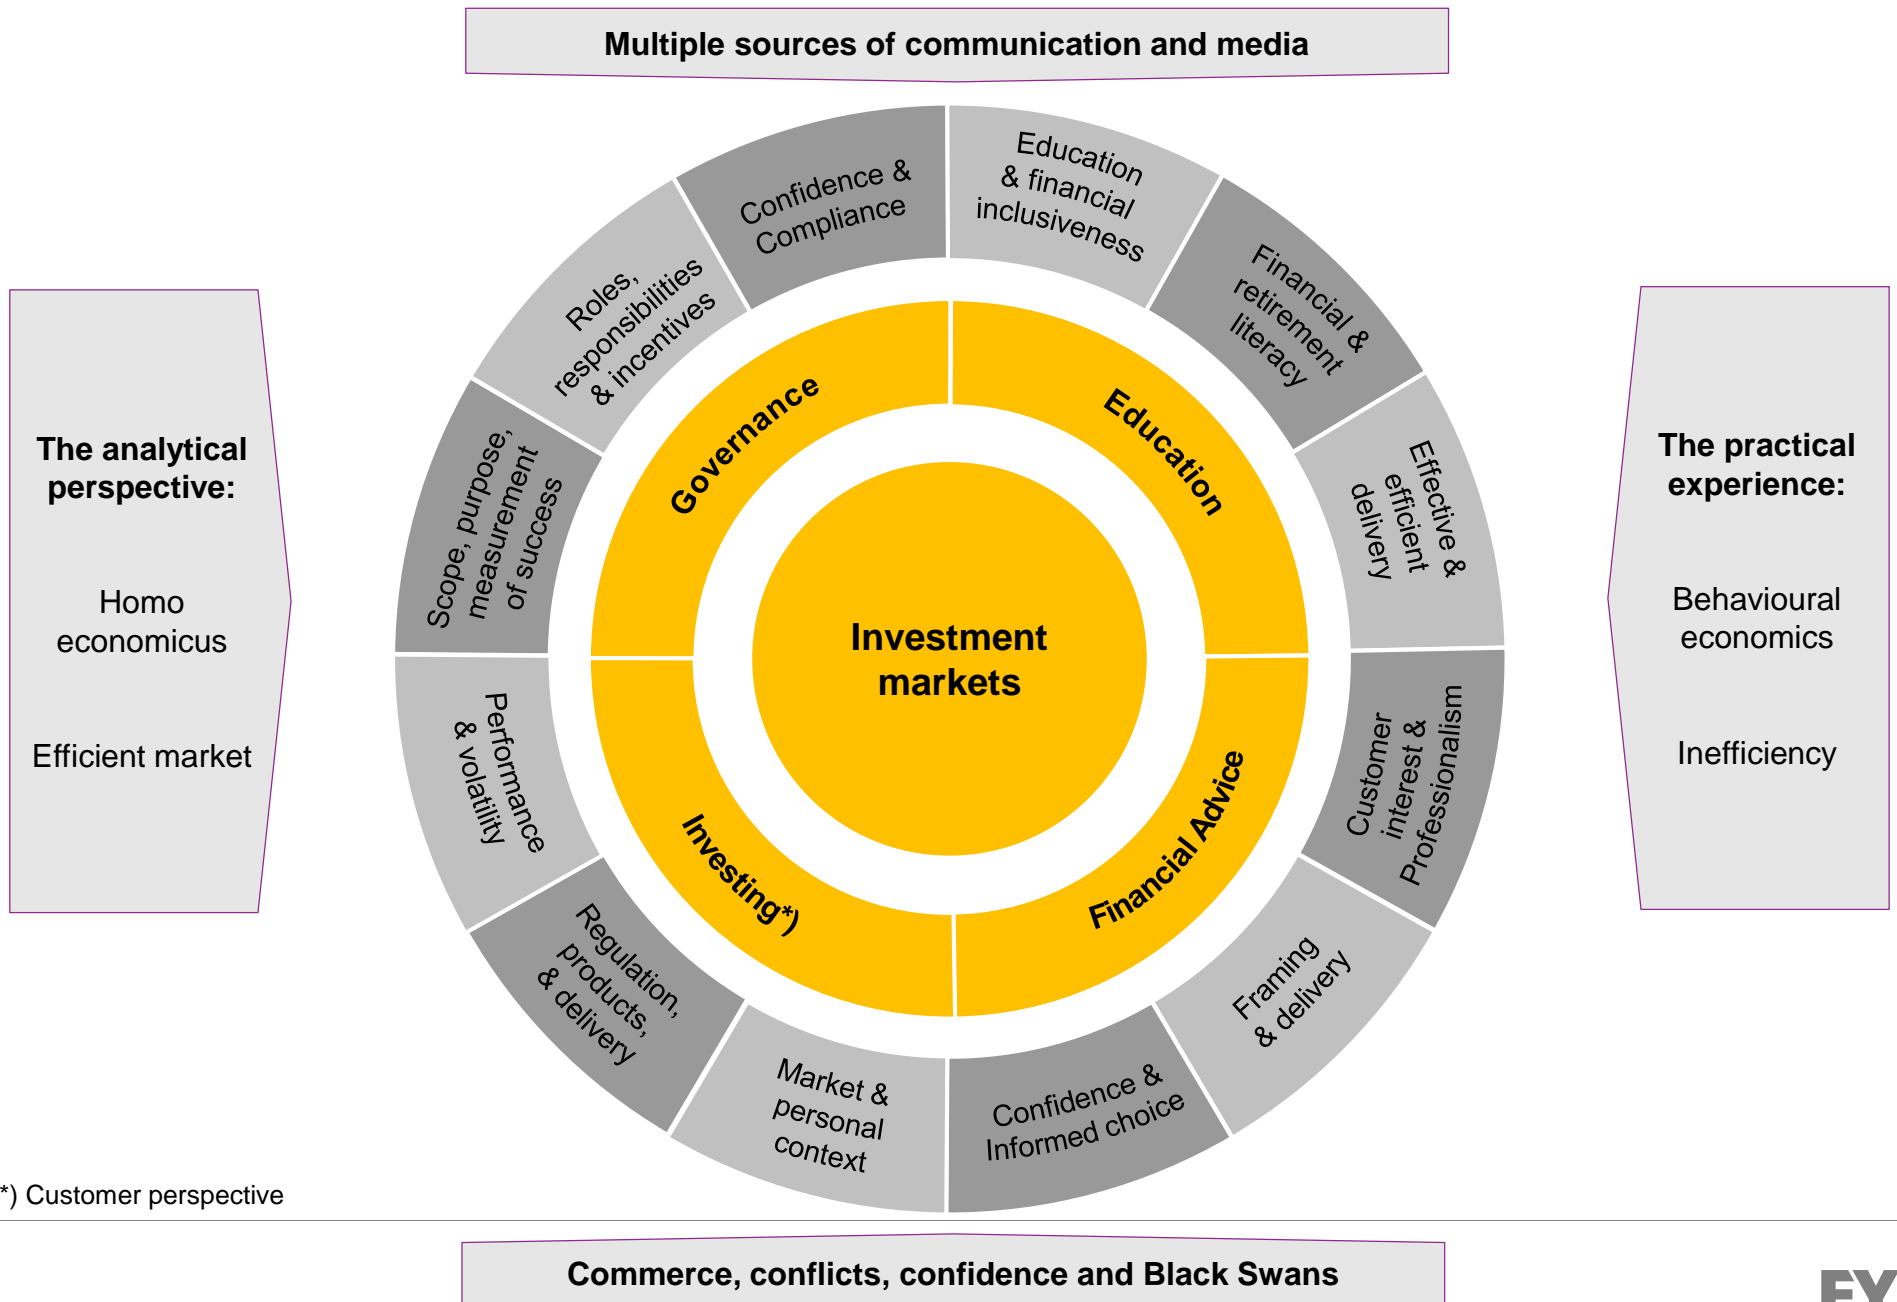 Multiple sources of communication and media
Confidence &
Compliance
Education
& financial
inclusiveness
Roles,
responsibilities
& incentives
Financial &
retirement
literacy
Scope, purpose,
measurement
of success
Effective &
efficient
delivery
Governance
Education
The analytical
perspective:
Homo
economicus
Efficient market
Investment
markets
The practical
experience:
Behavioural
economics
Inefficiency
Performance
& volatility
Customer
interest &
Professionalism
Investing*)
Financial Advice
Regulation,
products,
& delivery
Framing
& delivery
Market &
personal
context
Confidence &
Informed choice
*) Customer perspective
Commerce, conflicts, confidence and Black Swans
EY